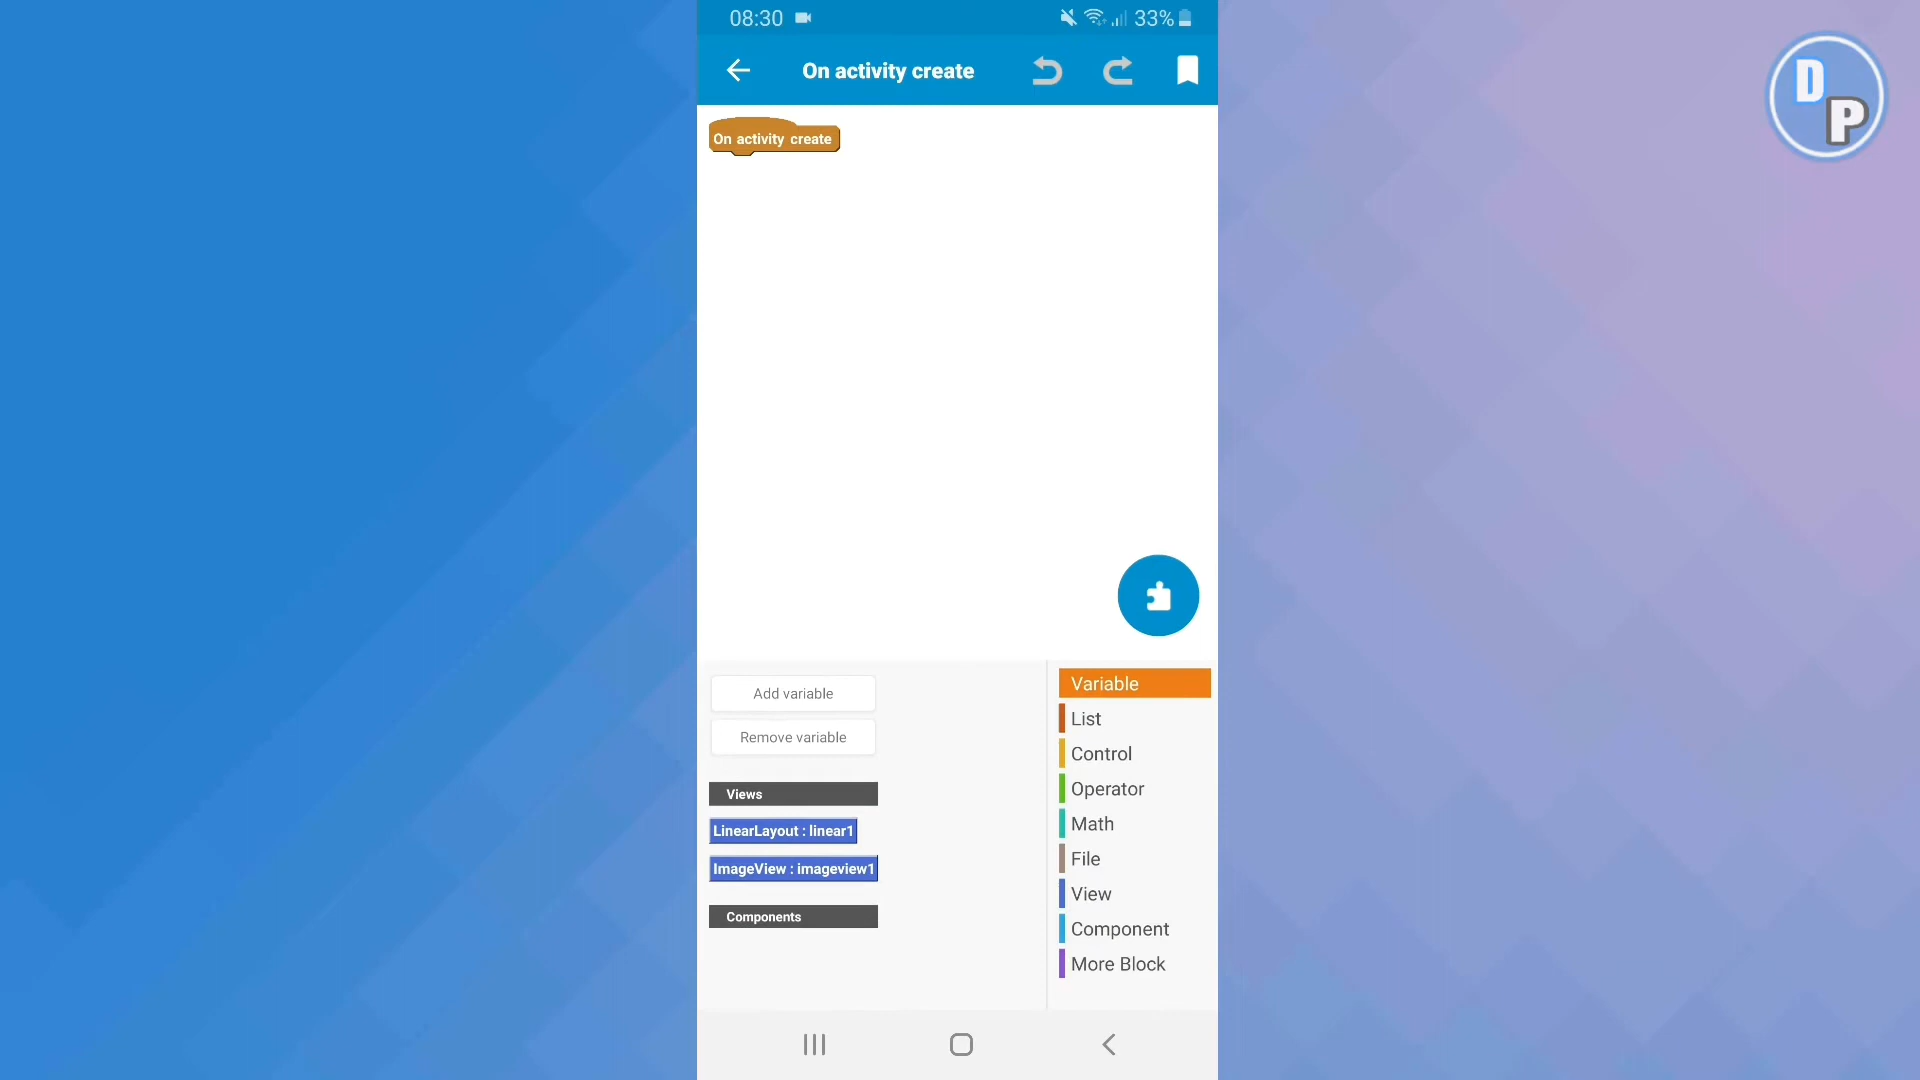 08:30
33%
On activity create
D
P
On activity create
Add variable
Remove variable
Views
LinearLayout : linear1
ImageView : imageview1
Components
Variable
List
Control
Operator
Math
File
View
Component
More Block